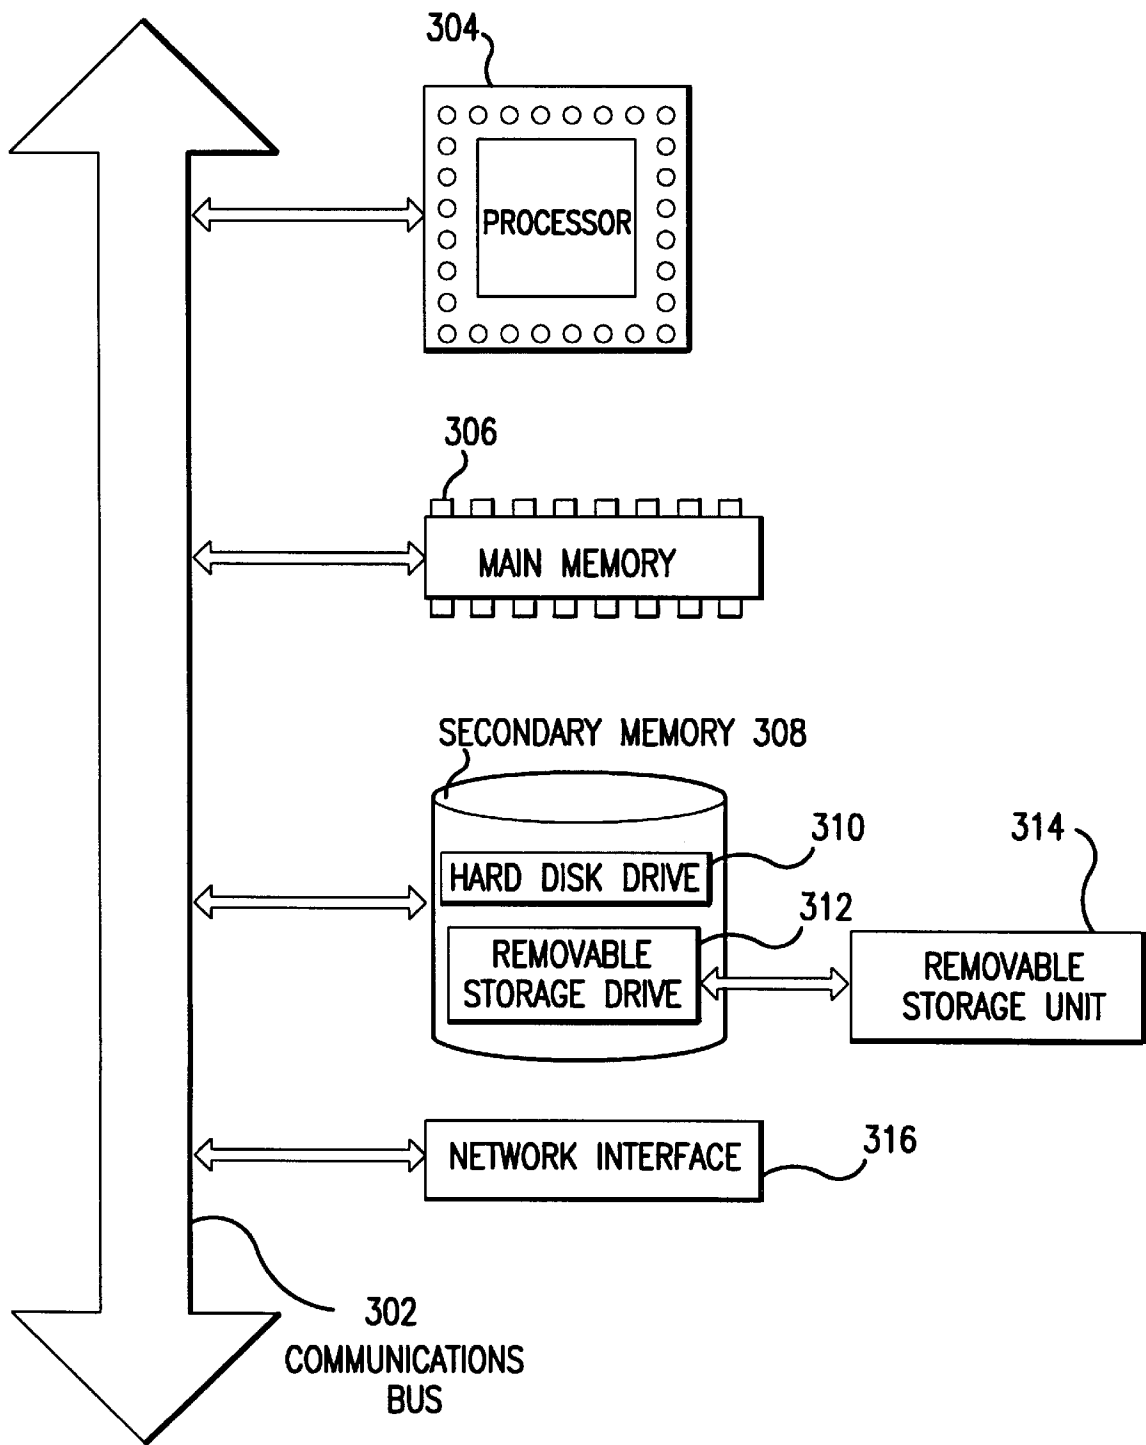 304
PROCESSOR
306
MAIN MEMORY
SECONDARY MEMORY 308
310
314
HARD DISK DRIVE
312
REMOVABLE
STORAGE DRIVE
REMOVABLE
STORAGE UNIT
NETWORK INTERFACE
316
302
COMMUNICATIONS
BUS